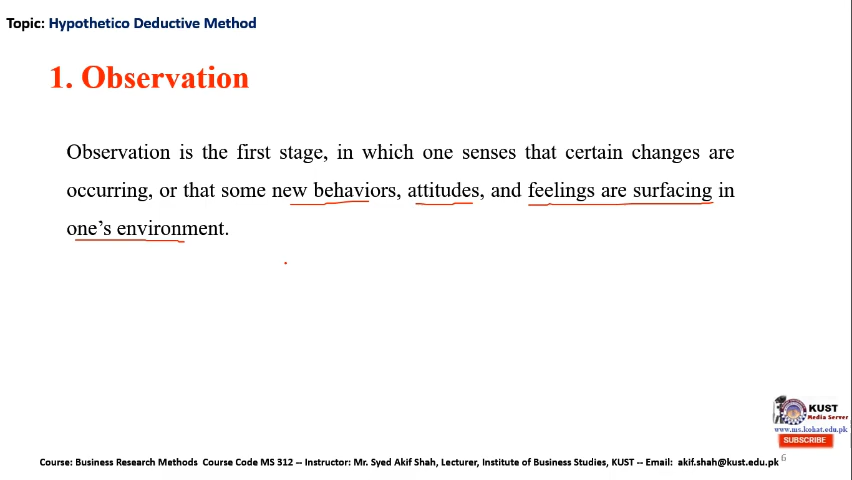 Topic: Hypothetico Deductive Method
1. Observation
Observation is the first stage, in which one senses that certain changes are
occurring, or that some new behaviors, attitudes, and feelings are surfacing in
one's environment.
KUST
Media Server
www.ms.kohat.edu.pk
SUBSCRIBE
Course: Business Research Methods Course Code MS 312 -- Instructor: Mr. Syed Akif Shah, Lecturer, Institute of Business Studies, KUST -- Email: akif.shah@kust.edu.pk 6